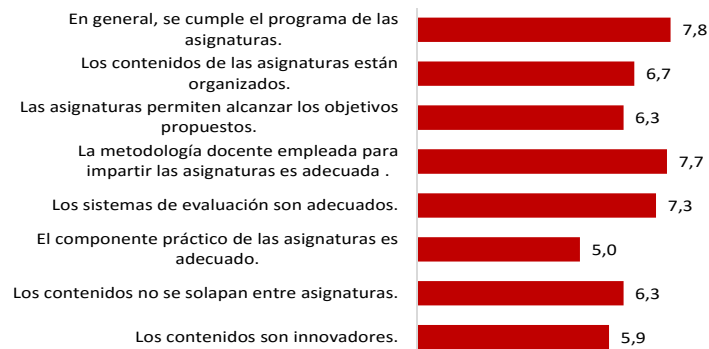 En general, se cumple el programa de las
asignaturas.
7,8
Los contenidos de las asignaturas están
organizados.
6,7
Las asignaturas permiten alcanzar los objetivos
propuestos.
6,3
La metodología docente empleada para
impartir las asignaturas es adecuada .
7,7
Los sistemas de evaluación son adecuados.
7,3
El componente práctico de las asignaturas es
adecuado.
5,0
Los contenidos no se solapan entre asignaturas.
6,3
Los contenidos son innovadores.
5,9